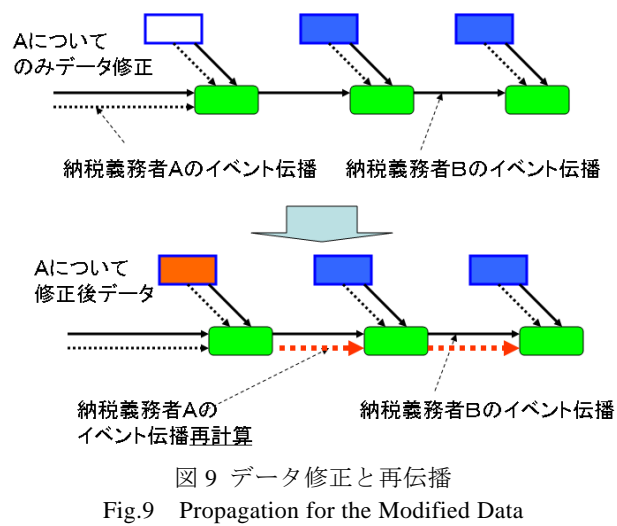 Aについて
のみデータ修正
納税義務者Aのイベント伝播
納税義務者Bのイベント伝播
Aについて
修正後データ
納税義務者Aの
イベント伝播再計算
納税義務者Bのイベント伝播
図 9 データ修正と再伝播
Fig.9 Propagation for the Modified Data